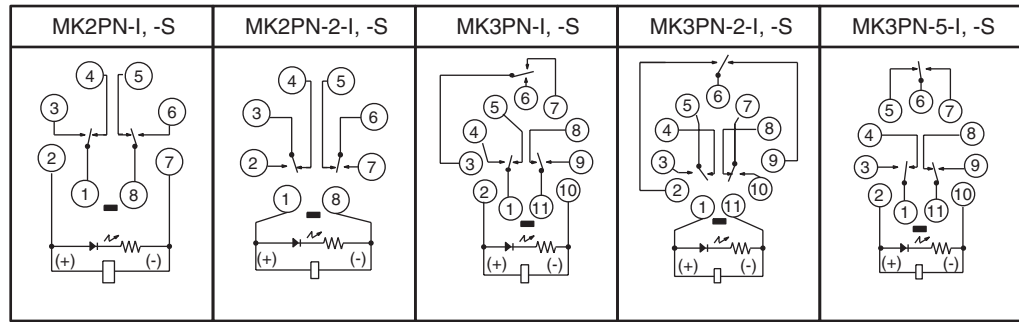 MK2PN-I, -S MK2PN-2-I, -S MK3PN-I, -S MK3PN-2-I, -S MK3PN-5-I, -S
4 5 3 6 2 7 1 8 (+) (-)
4 5 3 6 2 7 1 8 (+) (-)
6 7 5 4 8 3 9 2 10 1 11 (+) (-)
6 5 7 4 8 3 9 2 10 1 11 (+) (-)
5 6 7 4 8 3 9 2 10 1 11 (+) (-)